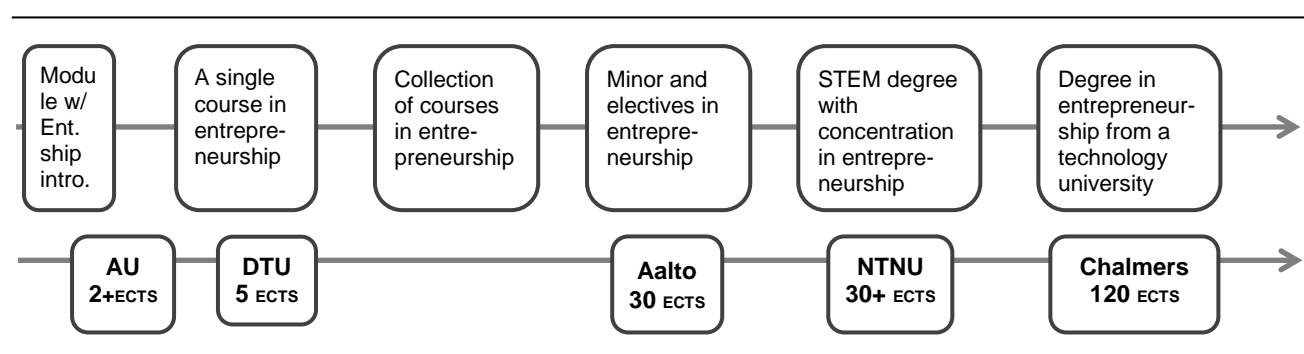 Modu
le w/
Ent.
ship
intro.
A single
course in
entrepre-
neurship
Collection
of courses
in entre-
preneurship
Minor and
electives in
entrepre-
neurship
STEM degree
with
concentration
in entrepre-
neurship
Degree in
entrepreneur-
ship from a
technology
university
AU
2+ECTS
DTU
5 ECTS
Aalto
30 ECTS
NTNU
30+ ECTS
Chalmers
120 ECTS